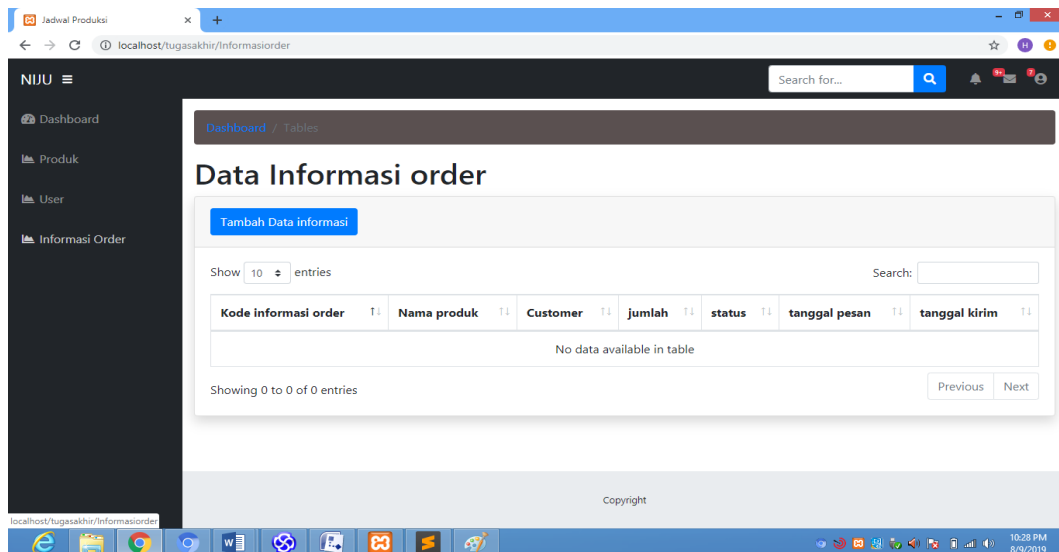 Jadwal Produksi
localhost/tugasakhir/Informasiorder
H
NIJU
Search for...
9+
7
Dashboard
Produk
User
Informasi Order
Dashboard / Tables
Data Informasi order
Tambah Data informasi
Show 10 entries
Search:
Kode informasi order Nama produk Customer jumlah status tanggal pesan tanggal kirim
No data available in table
Showing 0 to 0 of 0 entries
Previous Next
Copyright
localhost/tugasakhir/Informasiorder
10:28 PM
8/9/2019